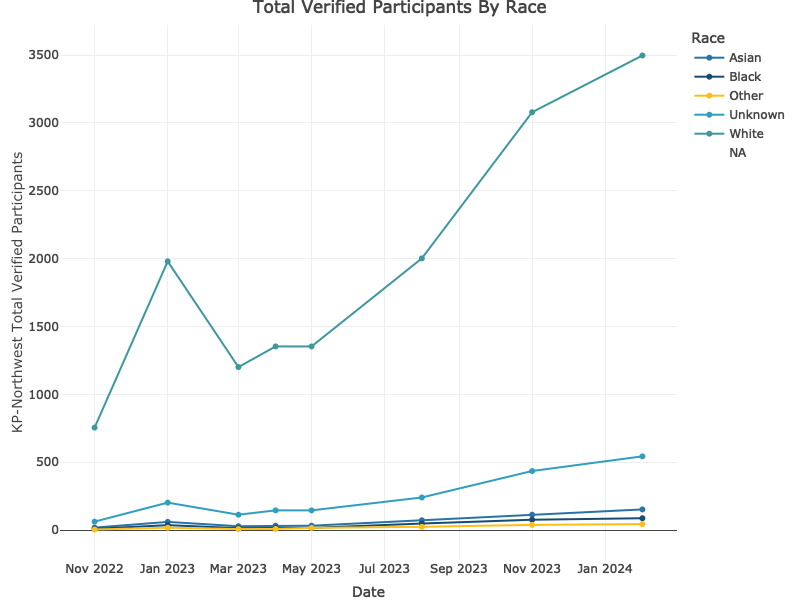 Total Verified Participants By Race
Race
Asian
Black
Other
Unknown
White
NA
KP-Northwest Total Verified Participants
3500
3000
2500
2000
1500
1000
500
0
Nov 2022 Jan 2023 Mar 2023 May 2023 Jul 2023 Sep 2023 Nov 2023 Jan 2024
Date